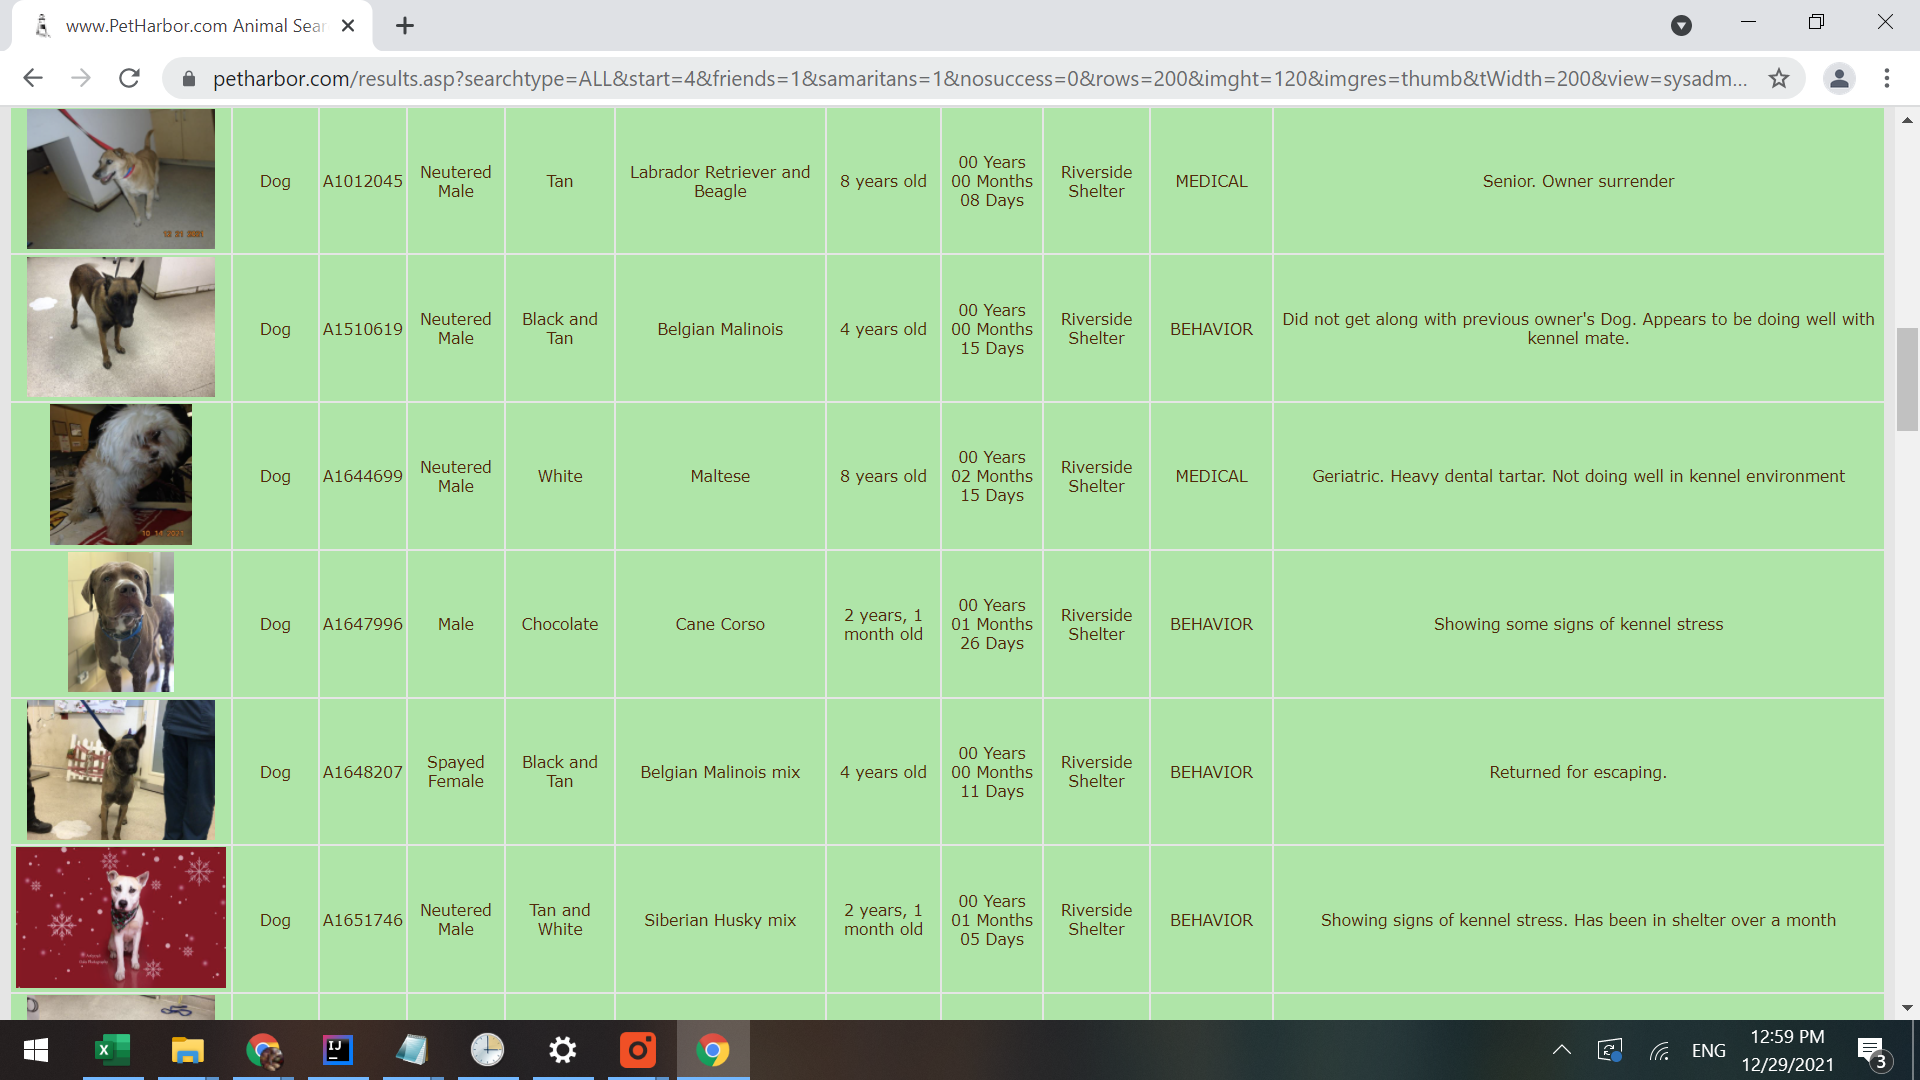 www.PetHarbor.com Animal Sear
petharbor.com/results.asp?searchtype=ALL&start=4&friends=1&samaritans=1&nosuccess=0&rows=200&imght=120&imgres=thumb&tWidth=200&view=sysadm...
Dog
A1012045
Neutered
Male
Tan
Labrador Retriever and
Beagle
8 years old
00 Years
00 Months
08 Days
Riverside
Shelter
MEDICAL
Senior. Owner surrender
Dog
A1510619
Neutered
Male
Black and
Tan
Belgian Malinois
4 years old
00 Years
00 Months
15 Days
Riverside
Shelter
BEHAVIOR
Did not get along with previous owner's Dog. Appears to be doing well with
kennel mate.
10 14 2021
Dog
A1644699
Neutered
Male
White
Maltese
8 years old
00 Years
02 Months
15 Days
Riverside
Shelter
MEDICAL
Geriatric. Heavy dental tartar. Not doing well in kennel environment
Dog
A1647996
Male
Chocolate
Cane Corso
2 years, 1
month old
00 Years
01 Months
26 Days
Riverside
Shelter
BEHAVIOR
Showing some signs of kennel stress
Dog
A1648207
Spayed
Female
Black and
Tan
Belgian Malinois mix
4 years old
00 Years
00 Months
11 Days
Riverside
Shelter
BEHAVIOR
Returned for escaping.
Dog
A1651746
Neutered
Male
Tan and
White
Siberian Husky mix
2 years, 1
month old
00 Years
01 Months
05 Days
Riverside
Shelter
BEHAVIOR
Showing signs of kennel stress. Has been in shelter over a month
X
IJ
ENG
12:59 PM
12/29/2021
3